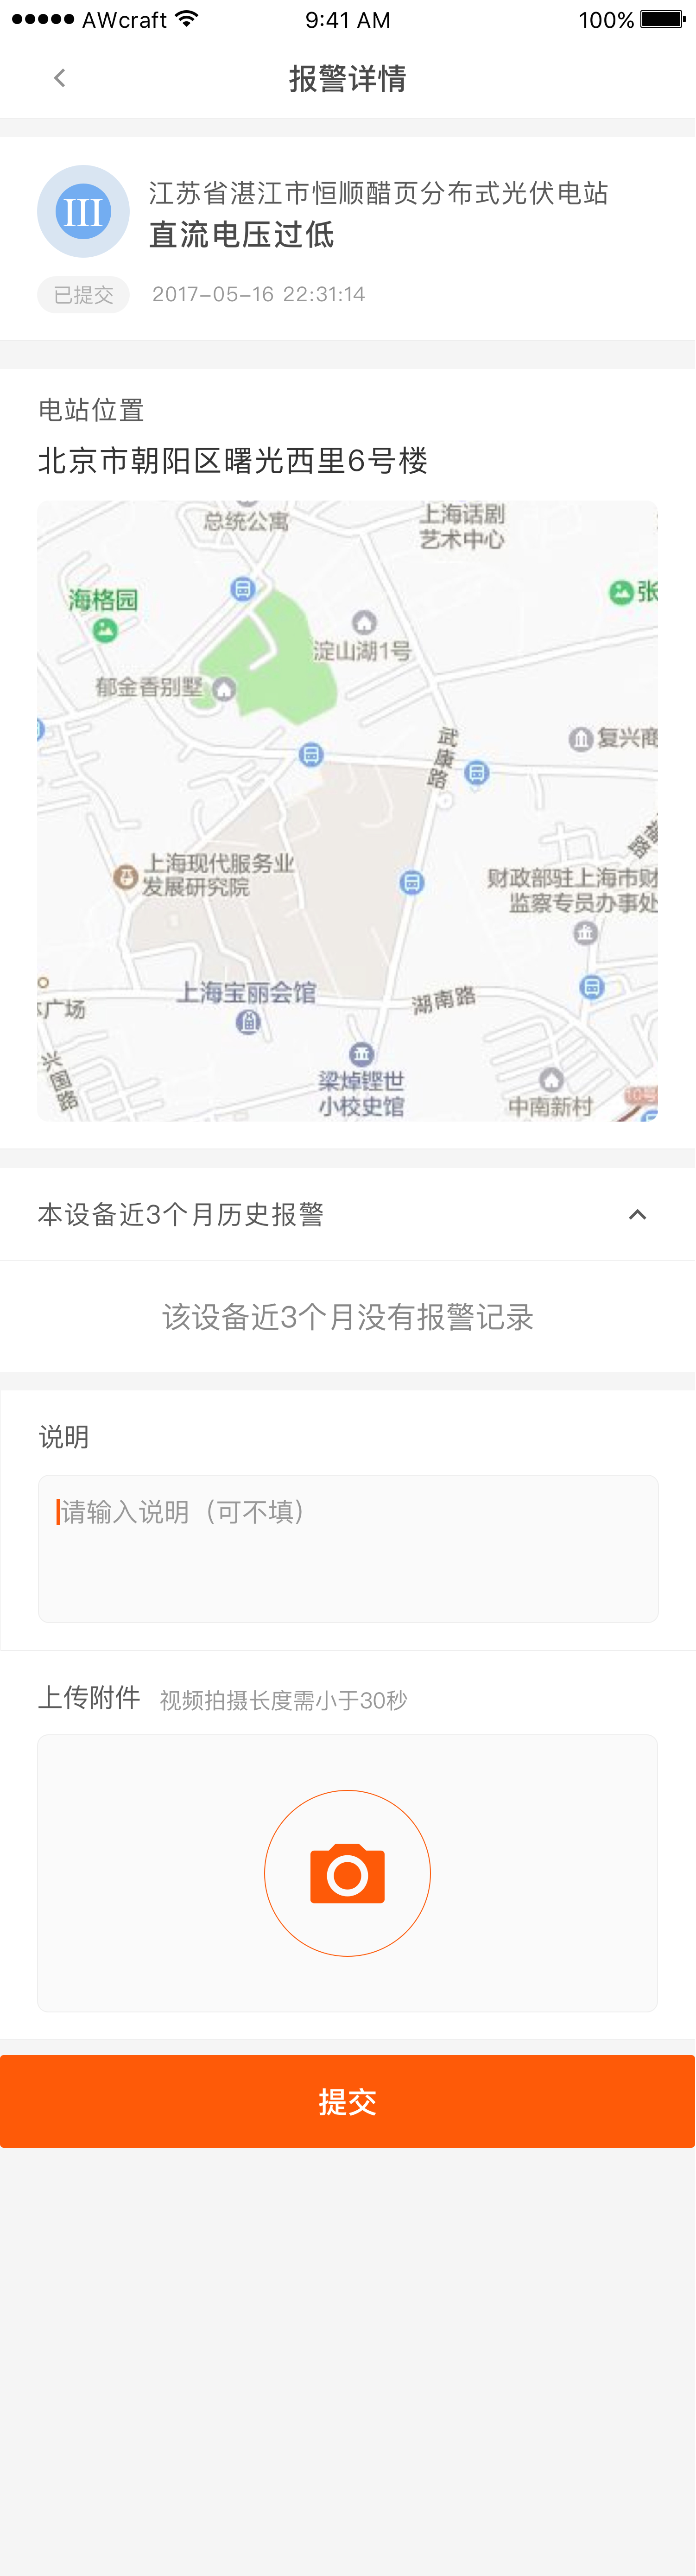 AWcraft 9:41 AM 100%
报警详情
III
江苏省湛江市恒顺醋页分布式光伏电站
直流电压过低
已提交 2017-05-16 22:31:14
电站位置
北京市朝阳区曙光西里6号楼
总统公寓
上海话剧
艺术中心
海格园
张
淀山湖1号
郁金香别墅
武康路
复兴商
上海现代服务业
发展研究院
财政部驻上海市财
监察专员办事处
路
上海宝丽会馆
湖南路
广场
兴国路
梁焯铿世
小校史馆
中南新村
10号
本设备近3个月历史报警
该设备近3个月没有报警记录
说明
请输入说明（可不填）
上传附件 视频拍摄长度需小于30秒
提交